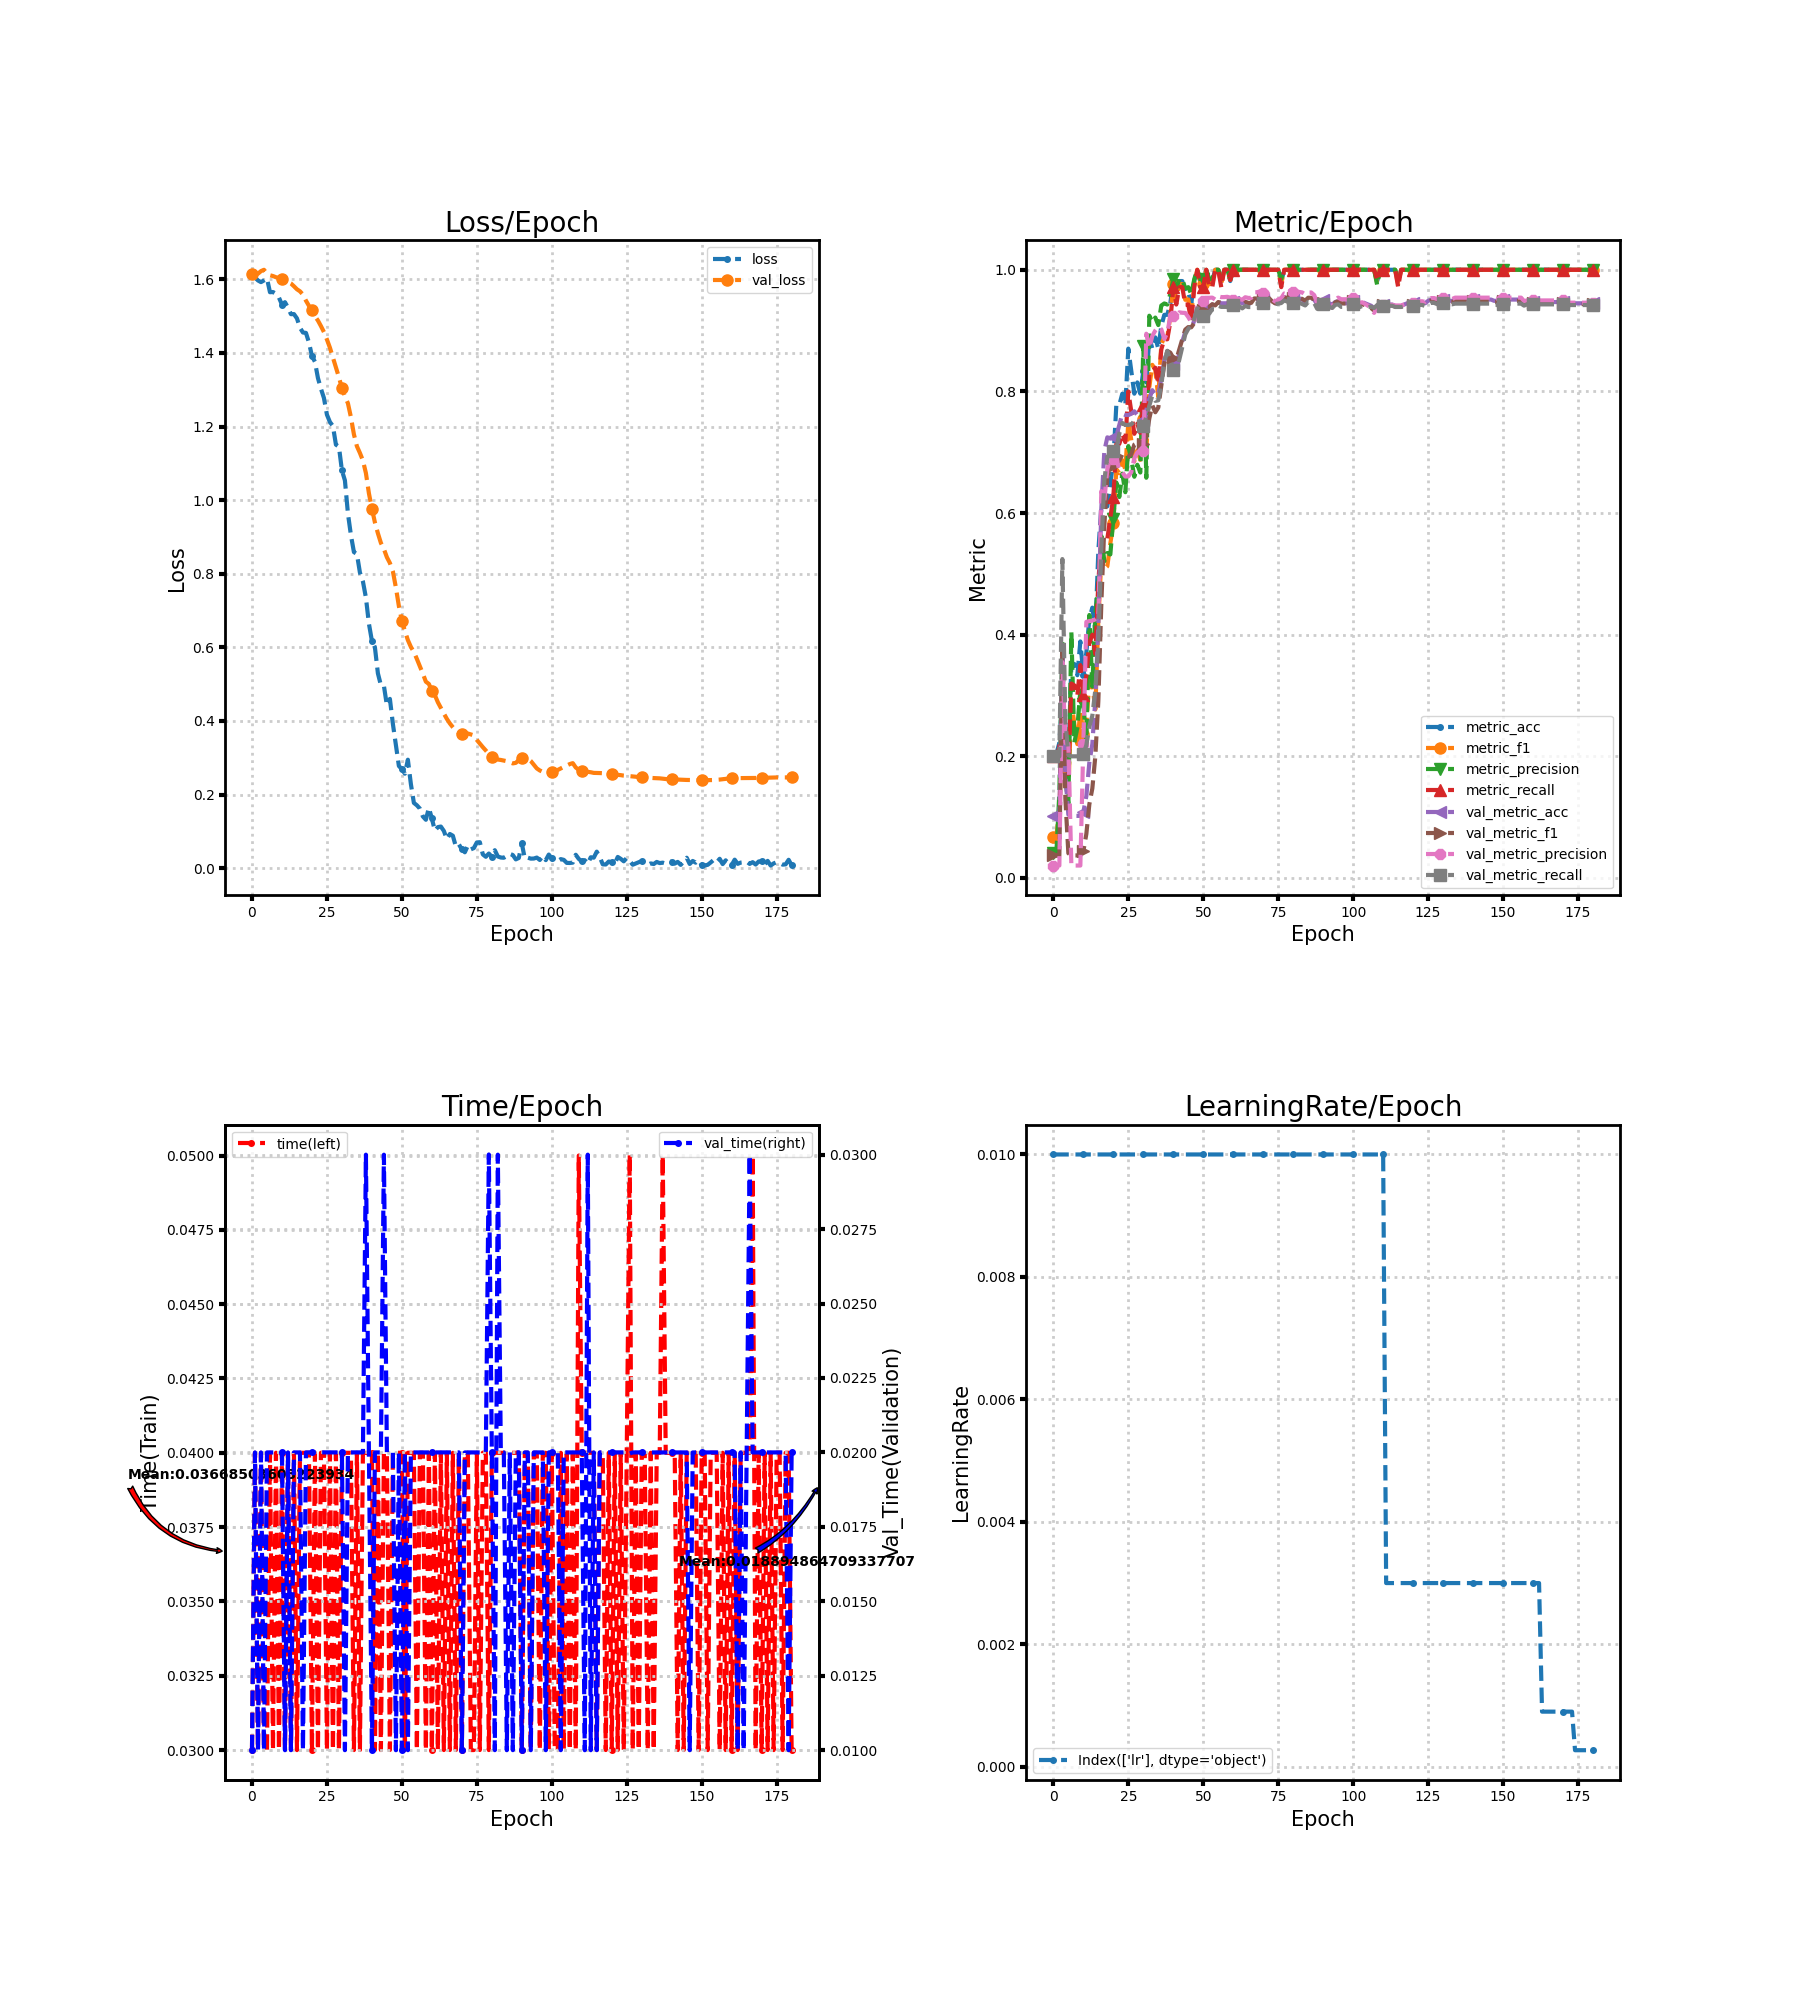 Loss/Epoch
Loss
1.6
1.4
1.2
1.0
0.8
0.6
0.4
0.2
0.0
loss
val_loss
0 25 50 75 100 125 150 175
Epoch
Metric/Epoch
Metric
1.0
0.8
0.6
0.4
0.2
0.0
metric_acc
metric_f1
metric_precision
metric_recall
val_metric_acc
val_metric_f1
val_metric_precision
val_metric_recall
0 25 50 75 100 125 150 175
Epoch
Time/Epoch
Time(Train)
0.0500
0.0475
0.0450
0.0425
0.0400
0.0375
0.0350
0.0325
0.0300
time(left)
val_time(right)
Mean:0.018894864709337707
0.0300
0.0275
0.0250
0.0225
0.0200
0.0175
0.0150
0.0125
0.0100
Val_Time(Validation)
0 25 50 75 100 125 150 175
Epoch
LearningRate/Epoch
LearningRate
0.010
0.008
0.006
0.004
0.002
0.000
Index(['lr'], dtype='object')
0 25 50 75 100 125 150 175
Epoch